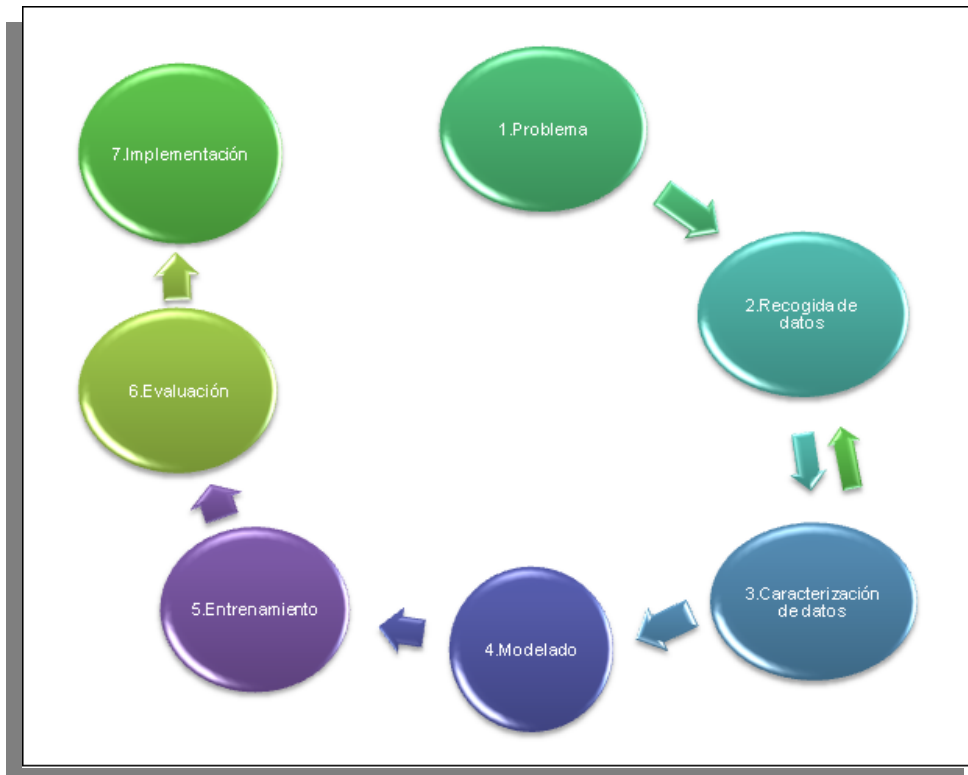 1.Problema
2.Recogida de
datos
3.Caracterización
de datos
4.Modelado
5.Entrenamiento
6.Evaluación
7.Implementación